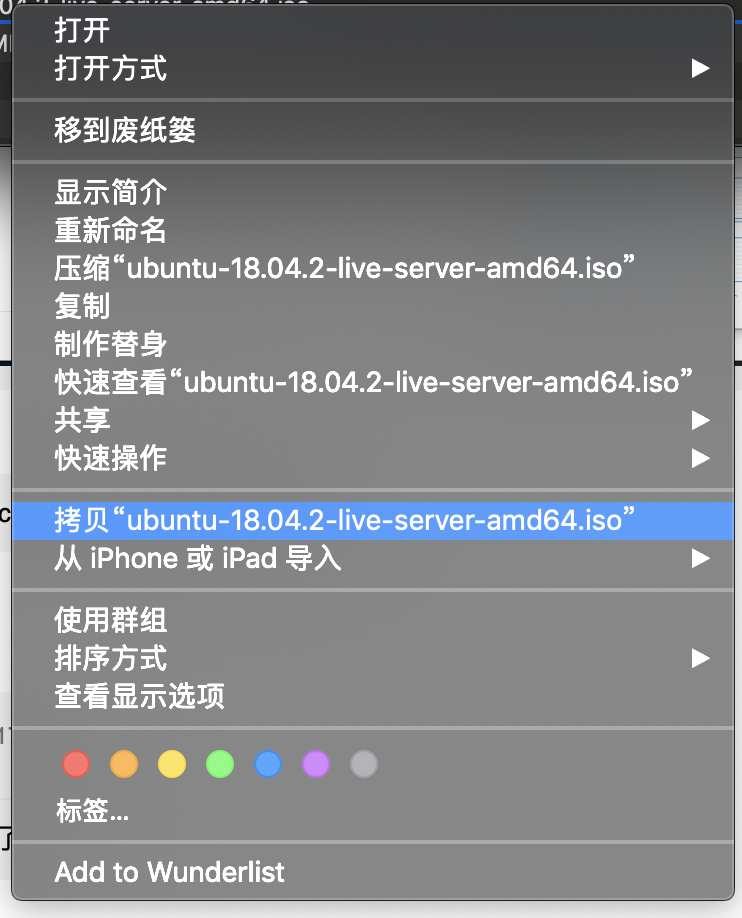 打开
打开方式
移到废纸篓
显示简介
重新命名
压缩“ubuntu-18.04.2-live-server-amd64.iso”
复制
制作替身
快速查看“ubuntu-18.04.2-live-server-amd64.iso”
共享
快速操作
拷贝“ubuntu-18.04.2-live-server-amd64.iso”
从 iPhone 或 iPad 导入
使用群组
排序方式
查看显示选项
标签...
Add to Wunderlist